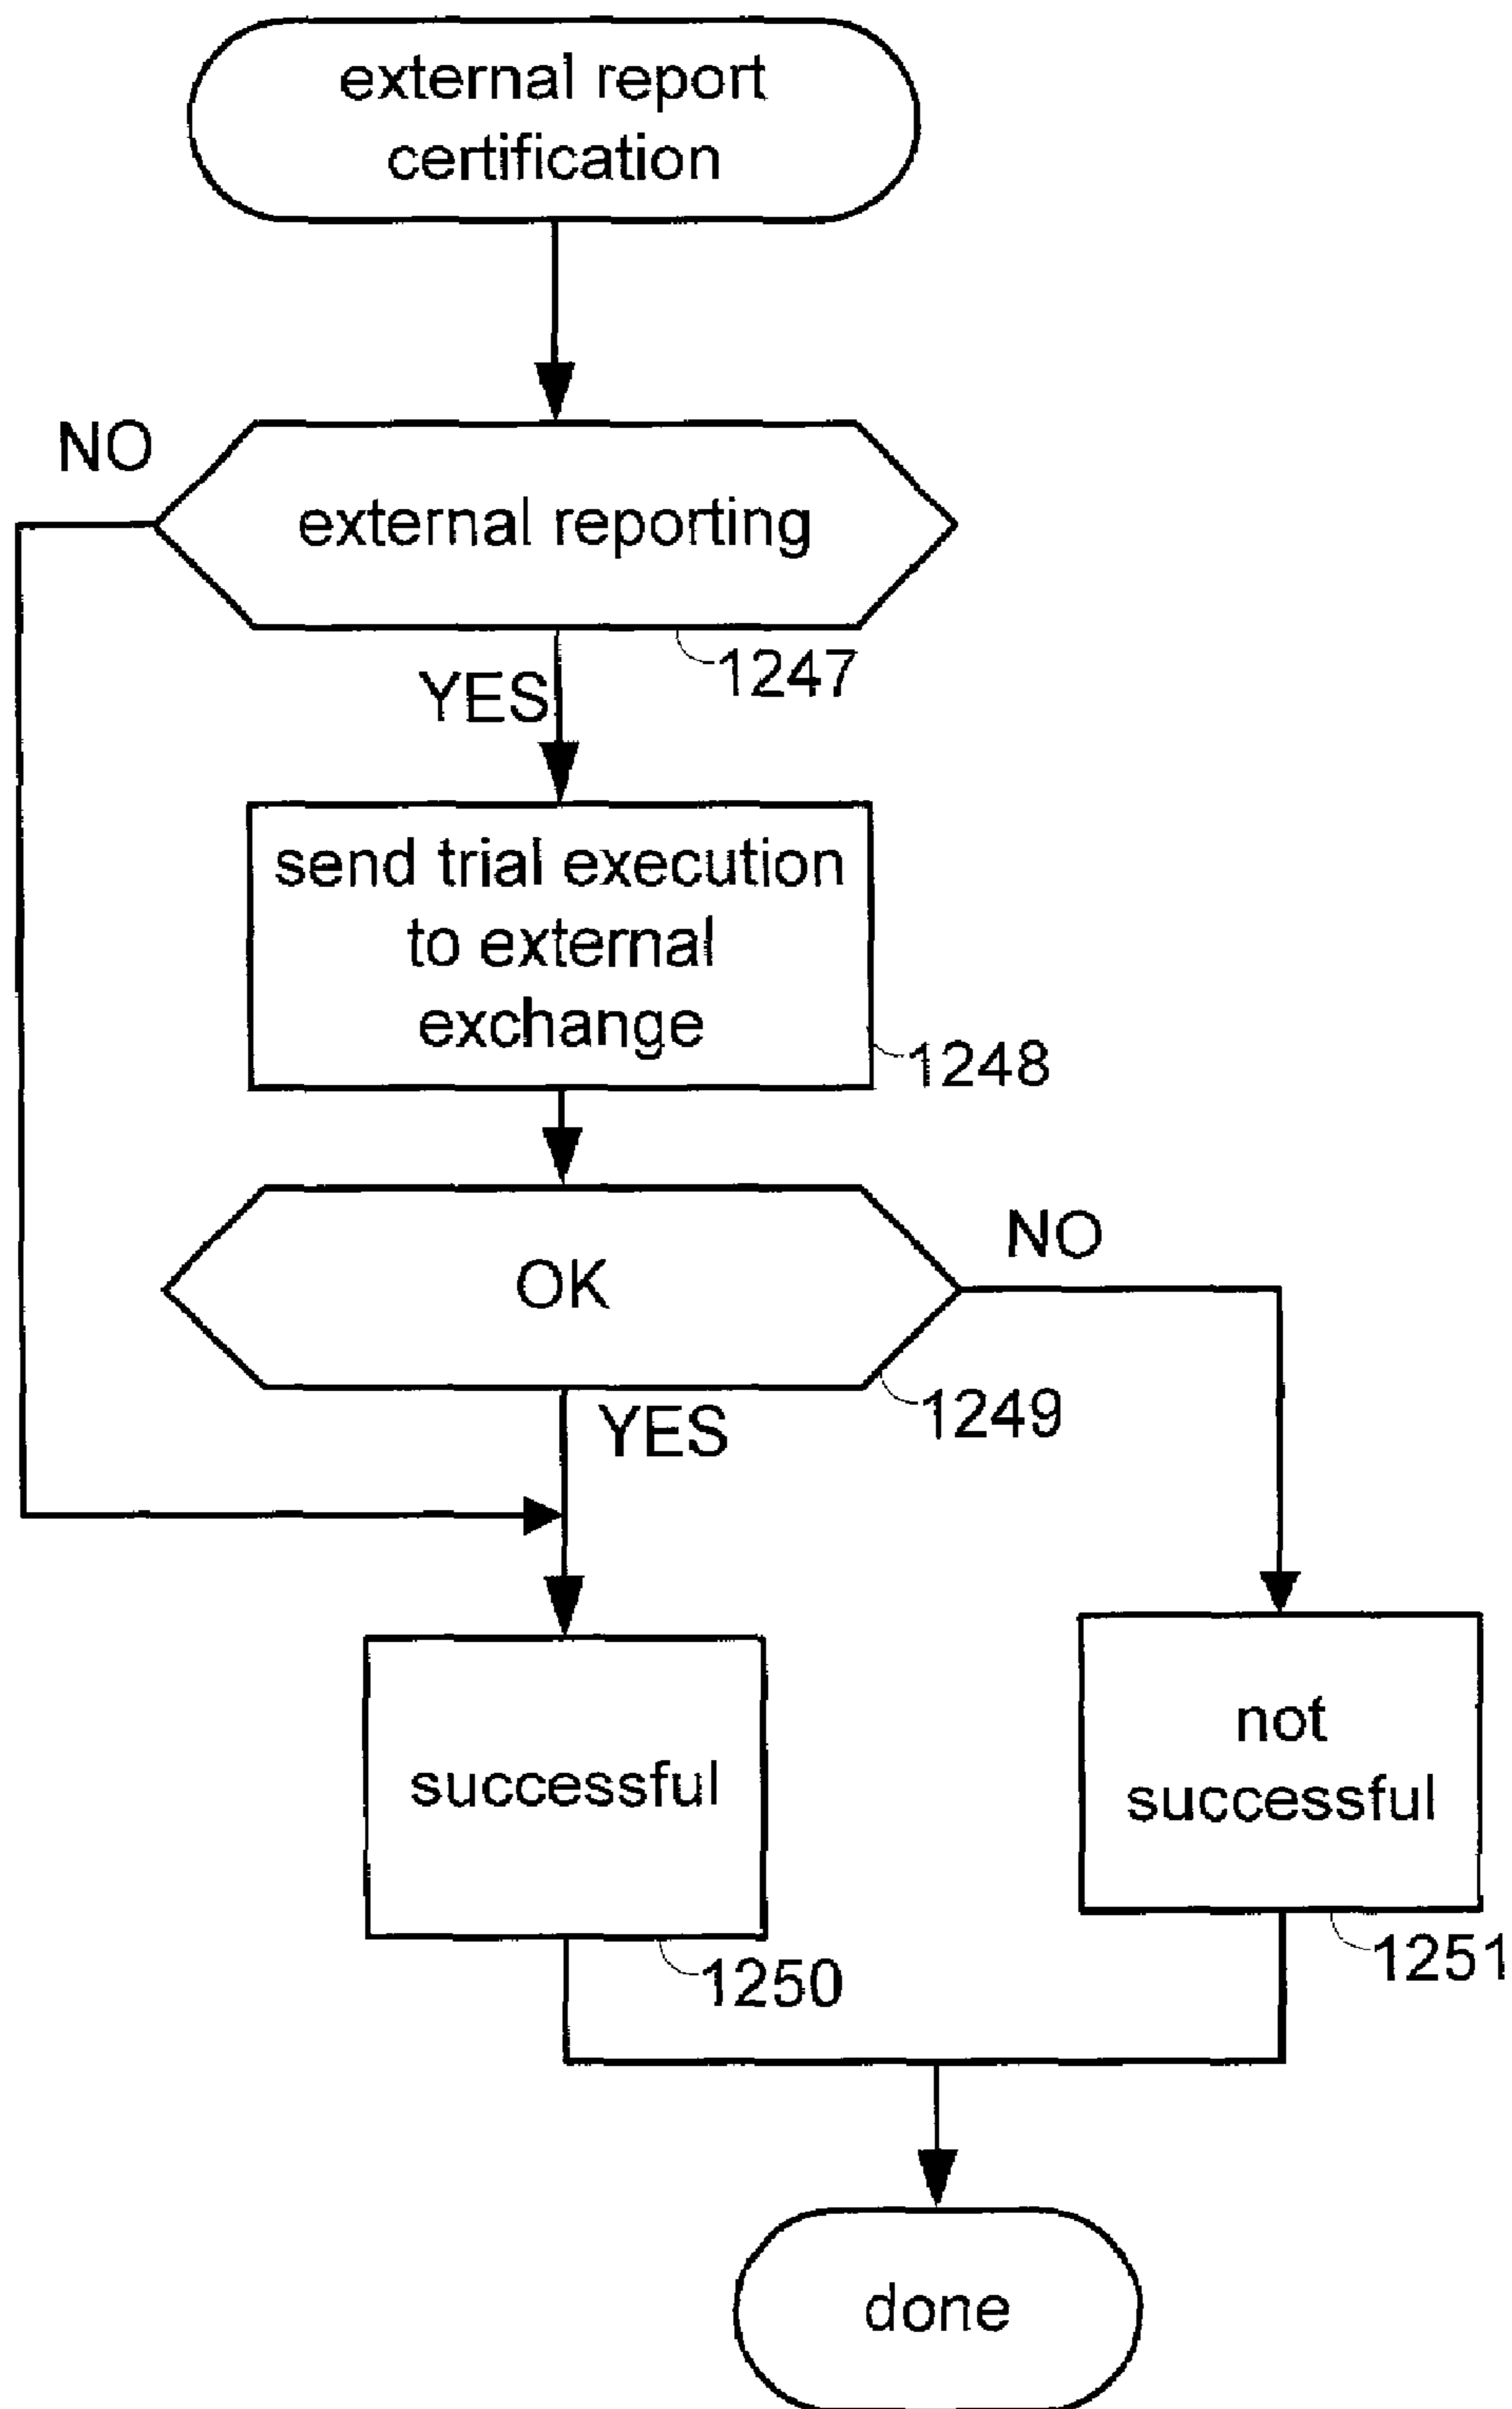 external report
certification
NO
external reporting
1247
YES
send trial execution
to external
exchange
1248
OK
NO
1249
YES
successful
not
successful
1250
1251
done